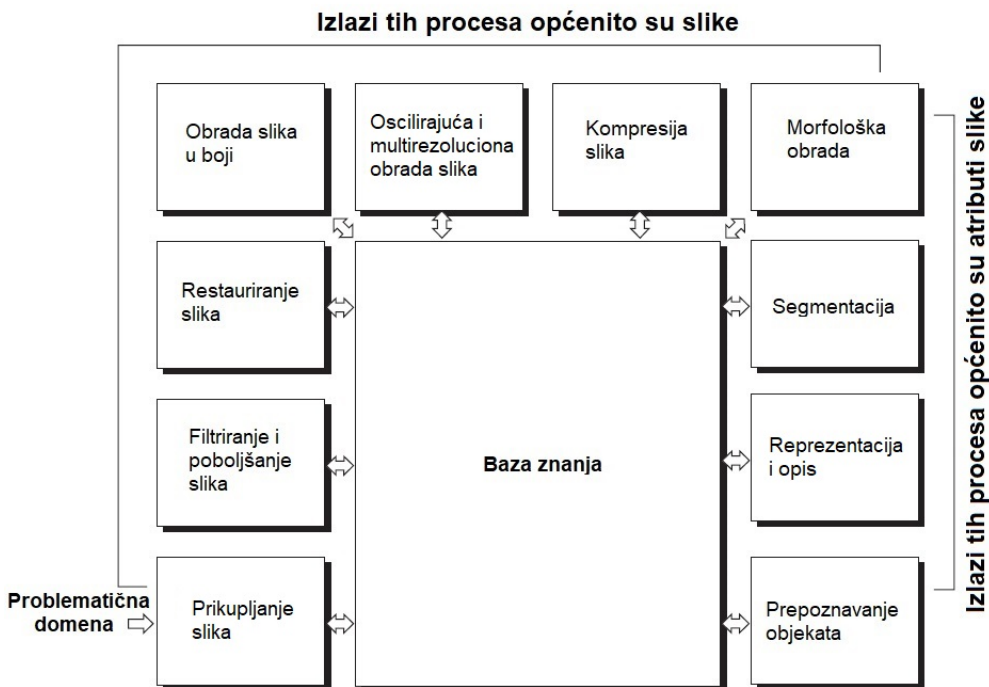 Izlazi tih procesa općenito su slike
Obrada slika
u boji
Oscilirajuća i
multirezoluciona
obrada slika
Kompresija
slika
Morfološka
obrada
Izlazi tih procesa općenito su atributi slike
Restauriranje
slika
Segmentacija
Filtriranje i
poboljšanje
slika
Baza znanja
Reprezentacija
i opis
Problematična
domena
Prikupljanje
slika
Prepoznavanje
objekata